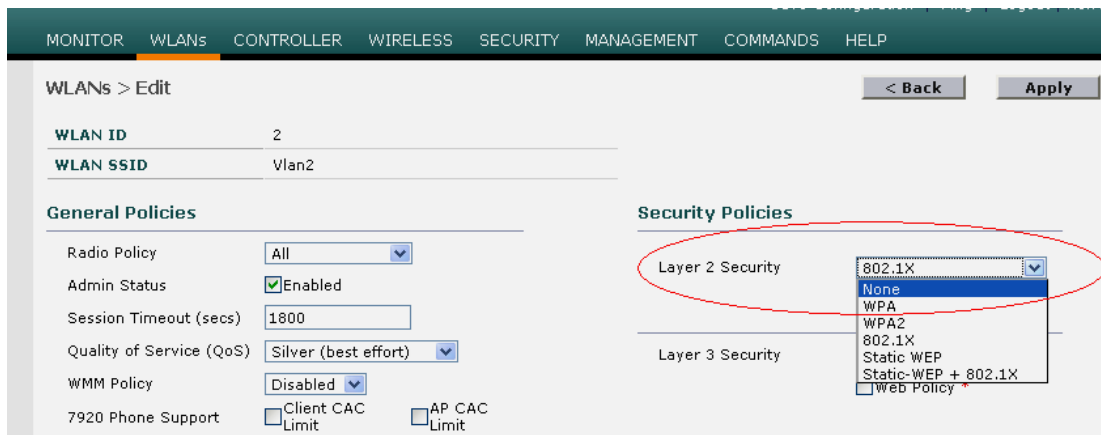 MONITOR WLANs CONTROLLER WIRELESS SECURITY MANAGEMENT COMMANDS HELP
WLANs > Edit
< Back Apply
WLAN ID 2
WLAN SSID Vlan2
General Policies
Radio Policy All
Admin Status Enabled
Session Timeout (secs) 1800
Quality of Service (QoS) Silver (best effort)
WMM Policy Disabled
7920 Phone Support Client CAC Limit AP CAC Limit
Security Policies
Layer 2 Security 802.1X
None
WPA
WPA2
802.1X
Static WEP
Static-WEP + 802.1X
Layer 3 Security
Web Policy *